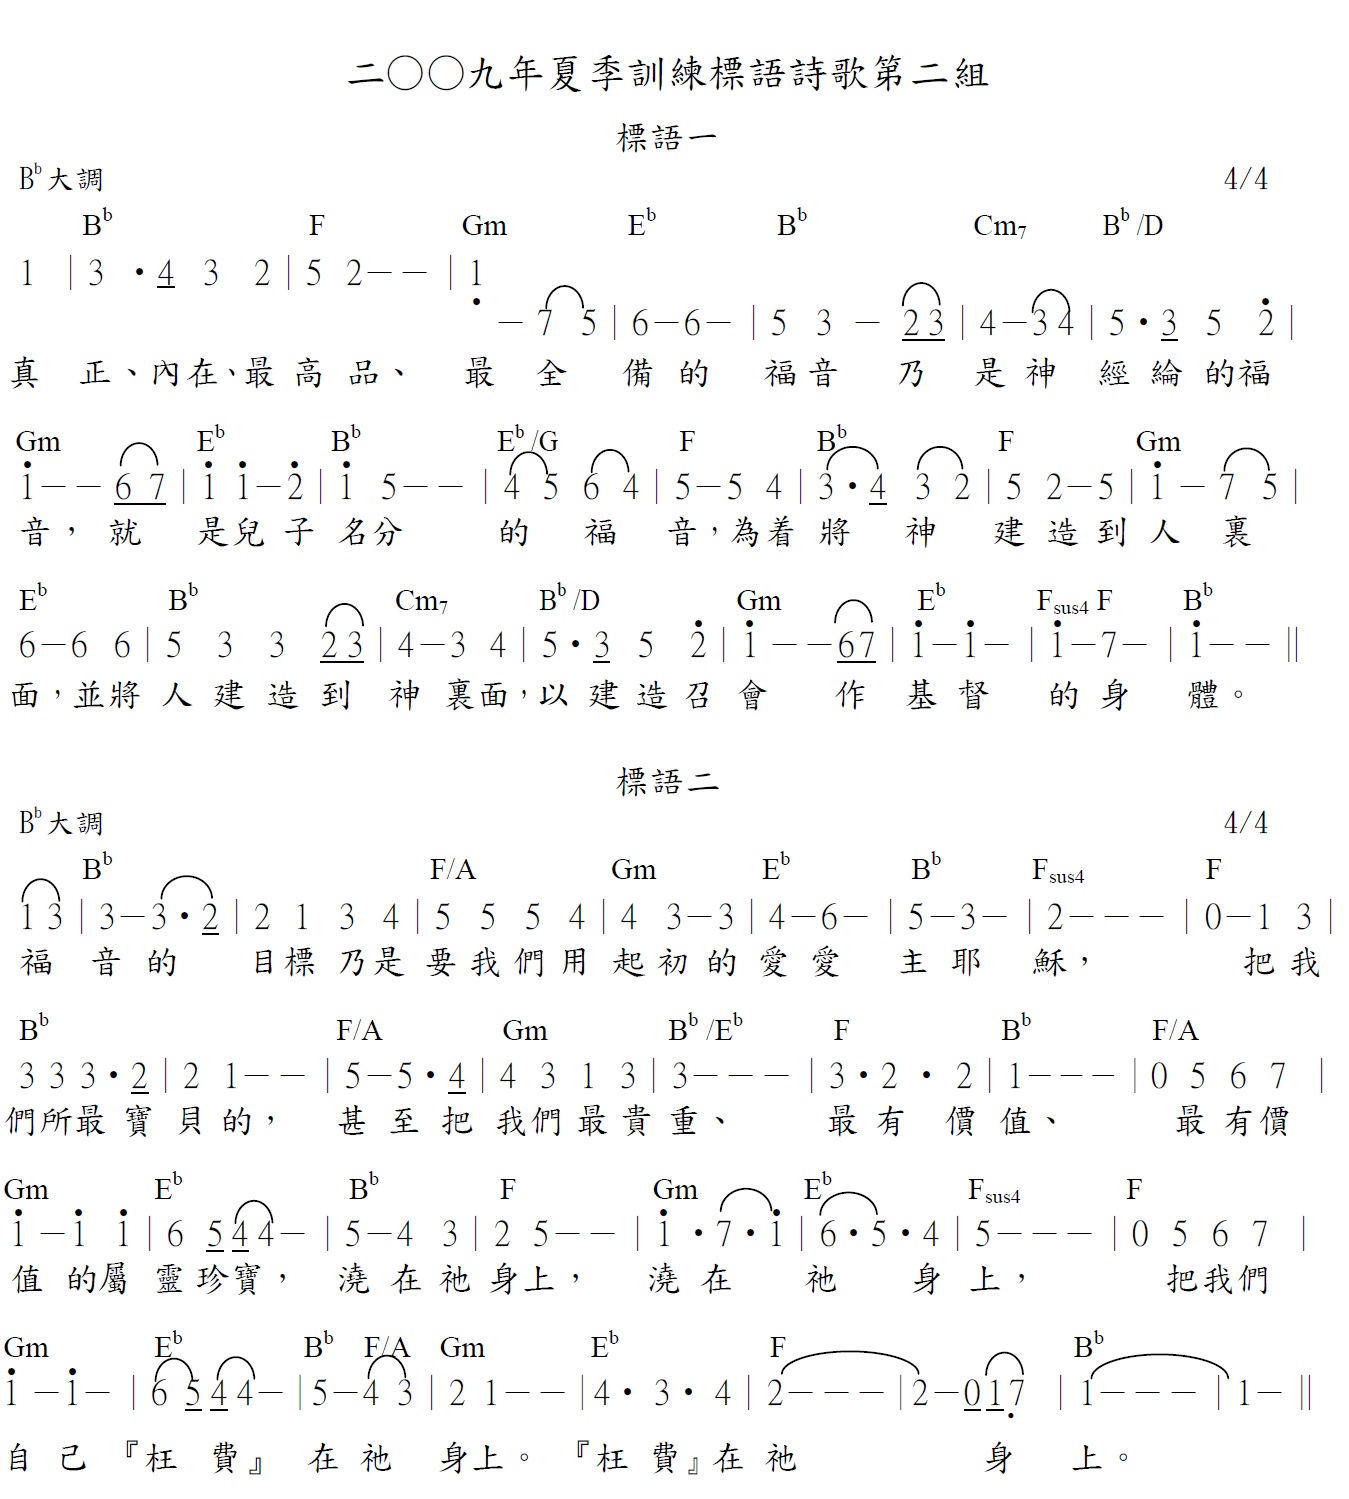 二〇〇九年夏季訓練標語詩歌第二組
標語一
B♭大調 4/4
B♭ F Gm E♭ B♭ Cm7 B♭/D
1 | 3 ·4 3 2 | 5 2－－ | 1̣ －7 5 | 6－6－ | 5 3 － 2 3 | 4－3 4 | 5·3 5 2̇ |
真 正、內在、最 高 品、 最 全 備 的 福 音 乃 是 神 經 綸 的 福
Gm E♭ B♭ E♭/G F B♭ F Gm
1̇－－ 6 7 | 1̇ 1̇－2̇ | 1̇ 5－－ | 4 5 6 4 | 5－5 4 | 3·4 3 2 | 5 2－5 | 1̇ － 7 5 |
音， 就 是 兒 子 名 分 的 福 音，為 着 將 神 建 造 到 人 裏
E♭ B♭ Cm7 B♭/D Gm E♭ Fsus4 F B♭
6－6 6 | 5 3 3 2 3 | 4－3 4 | 5·3 5 2̇ | 1̇ －－6 7 | 1̇－1̇－ | 1̇－7－ | 1̇－－ ||
面，並 將 人 建 造 到 神 裏 面，以 建 造 召 會 作 基 督 的 身 體。
標語二
B♭大調 4/4
B♭ F/A Gm E♭ B♭ Fsus4 F
1 3 | 3－3·2 | 2 1 3 4 | 5 5 5 4 | 4 3－3 | 4－6－ | 5－3－ | 2－－－ | 0－1 3 |
福 音 的 目 標 乃 是 要 我 們 用 起 初 的 愛 愛 主 耶 穌， 把 我
B♭ F/A Gm B♭/E♭ F B♭ F/A
3 3 3·2 | 2 1－－ | 5－5·4 | 4 3 1 3 | 3－－－ | 3·2 · 2 | 1－－－ | 0 5 6 7 |
們 所 最 寶 貝 的， 甚 至 把 我 們 最 貴 重、 最 有 價 值、 最 有 價
Gm E♭ B♭ F Gm E♭ Fsus4 F
1̇ －1̇ 1̇ | 6 5 4 4－ | 5－4 3 | 2 5－－ | 1̇ ·7·1̇ | 6·5·4 | 5－－－ | 0 5 6 7 |
值 的 屬 靈 珍 寶， 澆 在 祂 身 上， 澆 在 祂 身 上， 把 我 們
Gm E♭ B♭ F/A Gm E♭ F B♭
1̇ －1̇－ | 6 5 4 4－ | 5－4 3 | 2 1－－ | 4· 3· 4 | 2－－－ | 2－0 1 7̣ | 1－－－ | 1－ ||
自 己 『枉 費』 在 祂 身 上。『枉 費』在 祂 身 上。